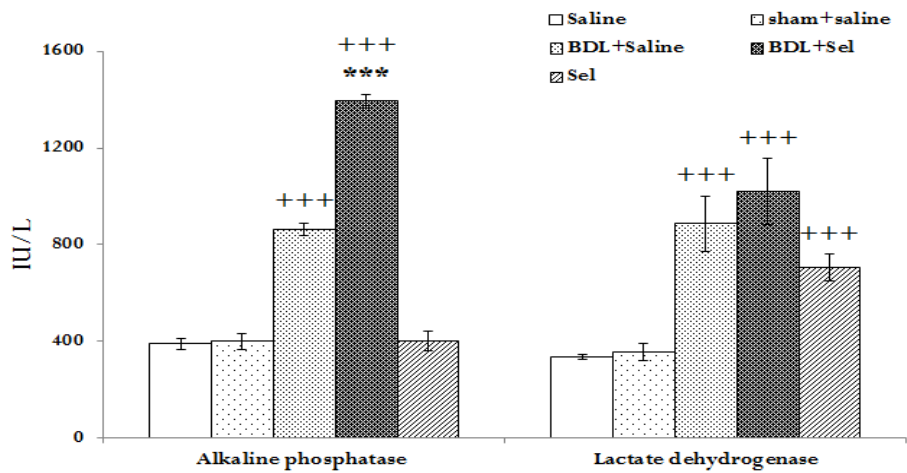 Saline sham+saline
BDL+Saline BDL+Sel
Sel
IU/L
1600
1200
800
400
0
+++
***
+++
+++
+++
+++
Alkaline phosphatase Lactate dehydrogenase